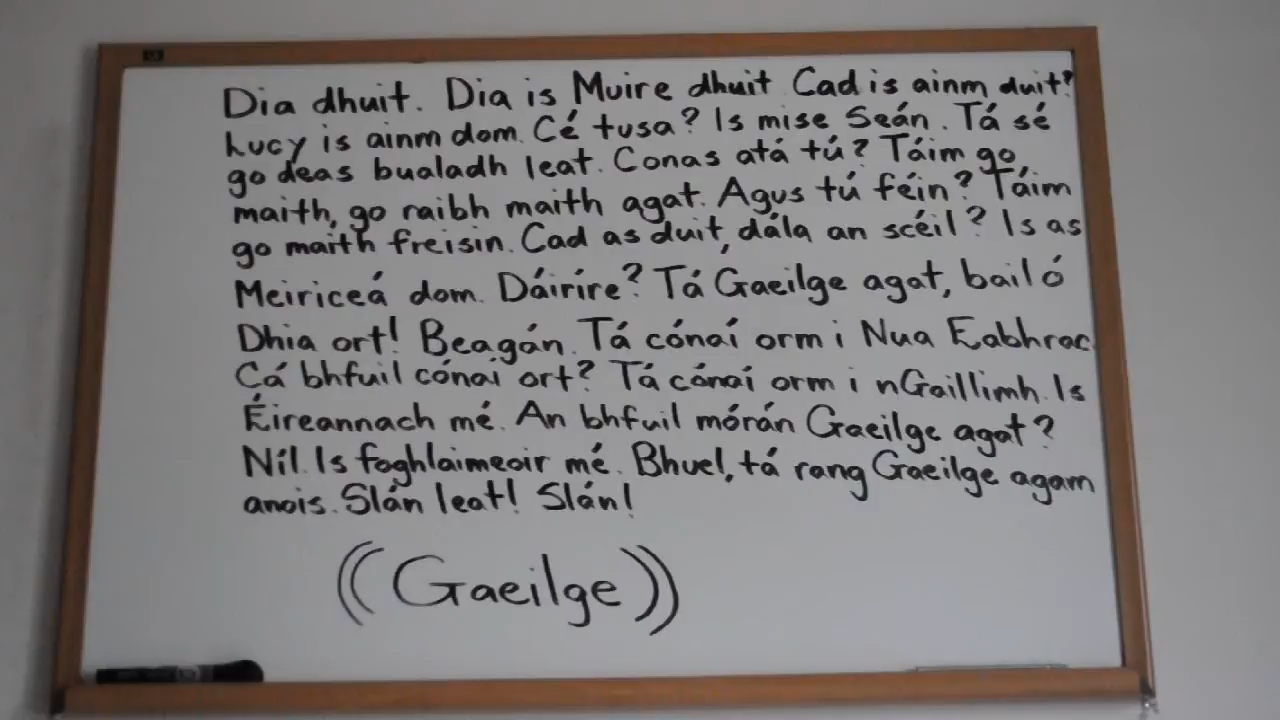 Dia dhuit. Dia is Muire dhuit Cad is ainm duit?
Lucy is ainm dom. Cé tusa? Is mise Seán. Tá sé
go deas bualadh leat. Conas atá tú? Táim go
maith, go raibh maith agat. Agus tú féin? Táim
go maith freisin. Cad as duit, dála an scéil? Is as
Meiriceá dom. Dáiríre? Tá Gaeilge agat, bail ó
Dhia ort! Beagán. Tá cónaí orm i Nua Eabhrac
Cá bhfuil cónaí ort? Tá cónaí orm i nGaillimh. Is
Éireannach mé. An bhfuil mórán Gaeilge agat?
Níl. Is foghlaimeoir mé. Bhuel, tá rang Gaeilge agam
anois. Slán leat! Slán!
((Gaeilge))